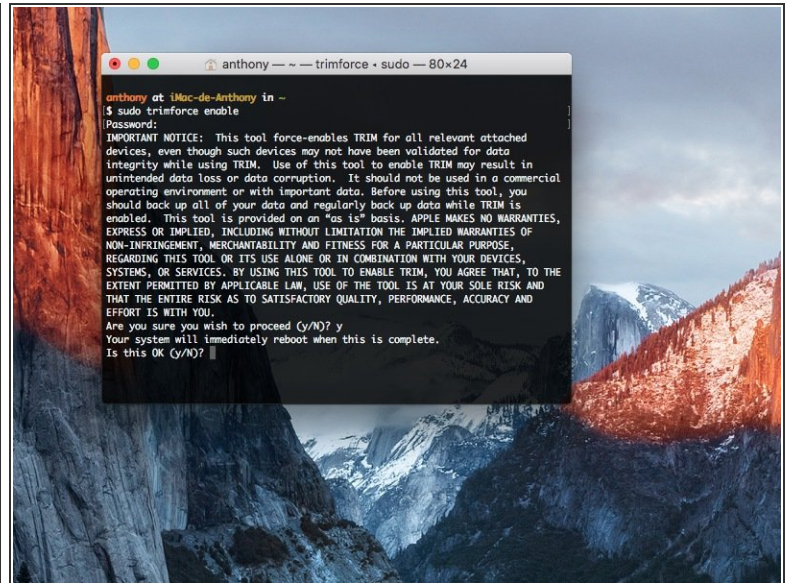 anthony — ~ — trimforce • sudo — 80×24
anthony at iMac-de-Anthony in ~
[$ sudo trimforce enable ]
[Password: ]
IMPORTANT NOTICE:  This tool force-enables TRIM for all relevant attached
devices, even though such devices may not have been validated for data
integrity while using TRIM.  Use of this tool to enable TRIM may result in
unintended data loss or data corruption.  It should not be used in a commercial
operating environment or with important data. Before using this tool, you
should back up all of your data and regularly back up data while TRIM is
enabled.  This tool is provided on an “as is” basis. APPLE MAKES NO WARRANTIES,
EXPRESS OR IMPLIED, INCLUDING WITHOUT LIMITATION THE IMPLIED WARRANTIES OF
NON-INFRINGEMENT, MERCHANTABILITY AND FITNESS FOR A PARTICULAR PURPOSE,
REGARDING THIS TOOL OR ITS USE ALONE OR IN COMBINATION WITH YOUR DEVICES,
SYSTEMS, OR SERVICES. BY USING THIS TOOL TO ENABLE TRIM, YOU AGREE THAT, TO THE
EXTENT PERMITTED BY APPLICABLE LAW, USE OF THE TOOL IS AT YOUR SOLE RISK AND
THAT THE ENTIRE RISK AS TO SATISFACTORY QUALITY, PERFORMANCE, ACCURACY AND
EFFORT IS WITH YOU.
Are you sure you wish to proceed (y/N)? y
Your system will immediately reboot when this is complete.
Is this OK (y/N)?